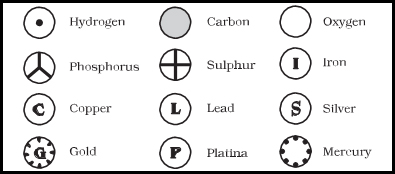 Hydrogen Carbon Oxygen
Phosphorus Sulphur I Iron
C Copper L Lead S Silver
G Gold P Platina Mercury